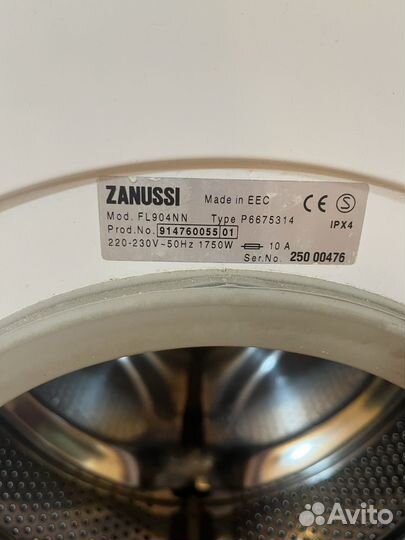 ZANUSSI Made in EEC CE S
Mod. FL904NN Type P6675314 IPX4
Prod.No. 914760055 01
220-230V~50Hz 1750W 10 A
Ser.No. 250 00476
Avito